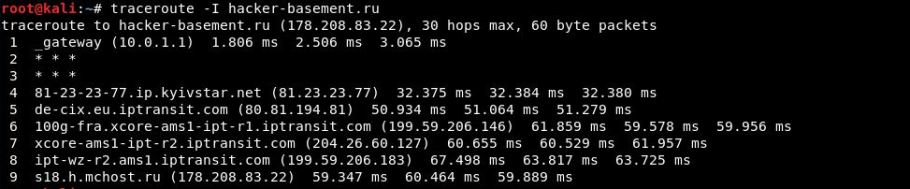 root@kali:~# traceroute -I hacker-basement.ru
traceroute to hacker-basement.ru (178.208.83.22), 30 hops max, 60 byte packets
1 _gateway (10.0.1.1) 1.806 ms 2.506 ms 3.065 ms
2 * * *
3 * * *
4 81-23-23-77.ip.kyivstar.net (81.23.23.77) 32.375 ms 32.384 ms 32.380 ms
5 de-cix.eu.iptransit.com (80.81.194.81) 50.934 ms 51.064 ms 51.279 ms
6 100g-fra.xcore-ams1-ipt-r1.iptransit.com (199.59.206.146) 61.859 ms 59.578 ms 59.956 ms
7 xcore-ams1-ipt-r2.iptransit.com (204.26.60.127) 60.655 ms 60.529 ms 61.957 ms
8 ipt-wz-r2.ams1.iptransit.com (199.59.206.183) 67.498 ms 63.817 ms 63.725 ms
9 s18.h.mchost.ru (178.208.83.22) 59.347 ms 60.464 ms 59.889 ms